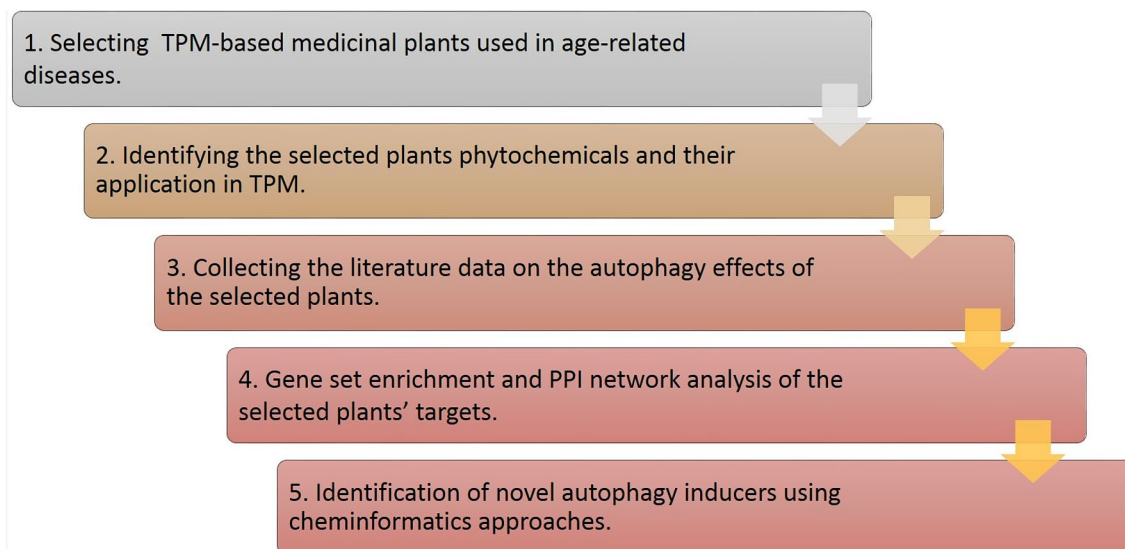 1. Selecting TPM-based medicinal plants used in age-related
diseases.
2. Identifying the selected plants phytochemicals and their
application in TPM.
3. Collecting the literature data on the autophagy effects of
the selected plants.
4. Gene set enrichment and PPI network analysis of the
selected plants’ targets.
5. Identification of novel autophagy inducers using
cheminformatics approaches.